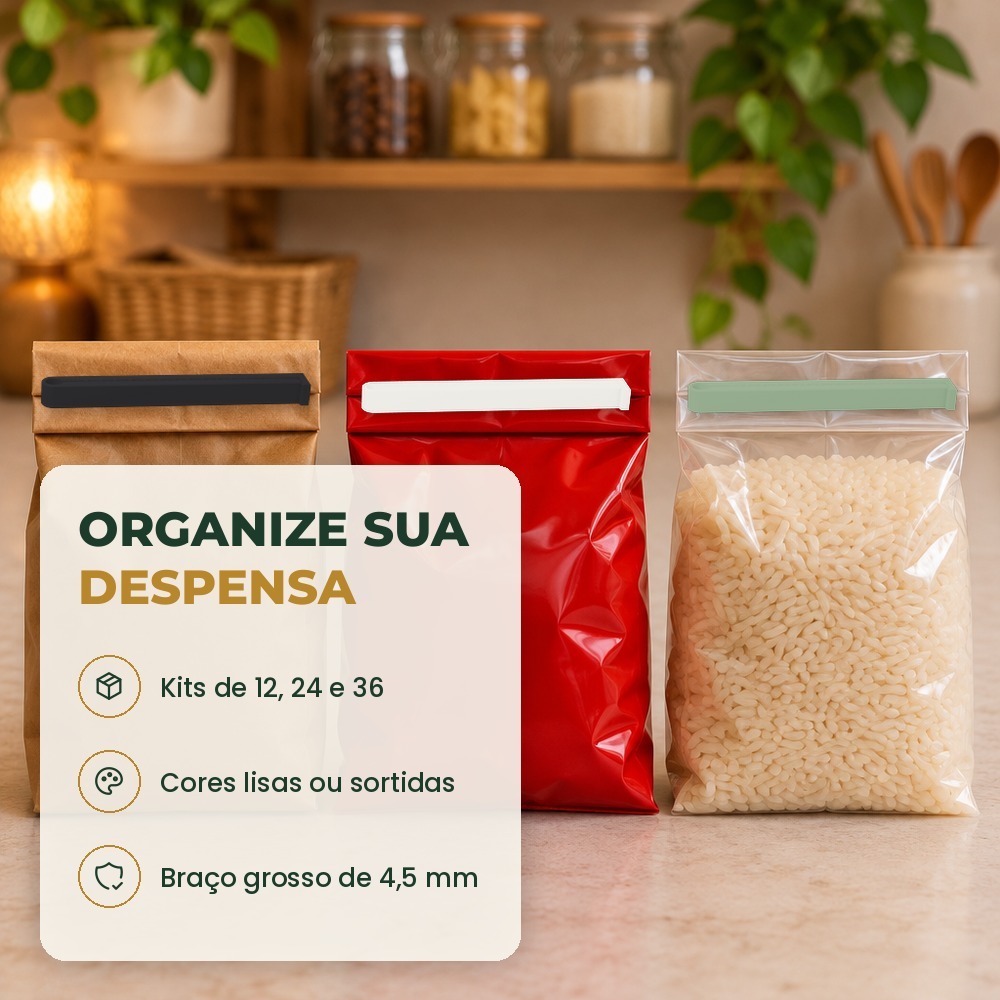 ORGANIZE SUA
DESPENSA
Kits de 12, 24 e 36
Cores lisas ou sortidas
Braço grosso de 4,5 mm